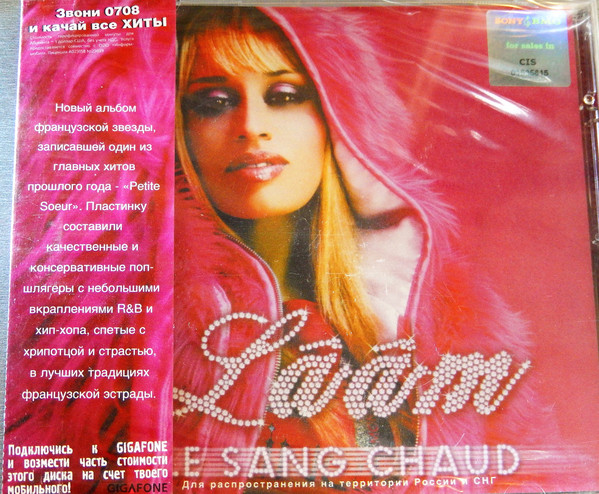 Звони 0708
и качай все ХИТЫ
Новый альбом
французской звезды,
записавшей один из
главных хитов
прошлого года - «Petite
Soeur». Пластинку
составили
качественные и
консервативные поп-
шлягеры с небольшими
вкраплениями R&B и
хип-хопа, спетые с
хрипотцой и страстью,
в лучших традициях
французской эстрады.
Подключись к GIGAFONE
и возмести часть стоимости
этого диска на счет твоего
мобильного! GIGAFONE
SONY BMG
for sales in
CIS
Lââm
LE SANG CHAUD
Для распространения на территории России и СНГ